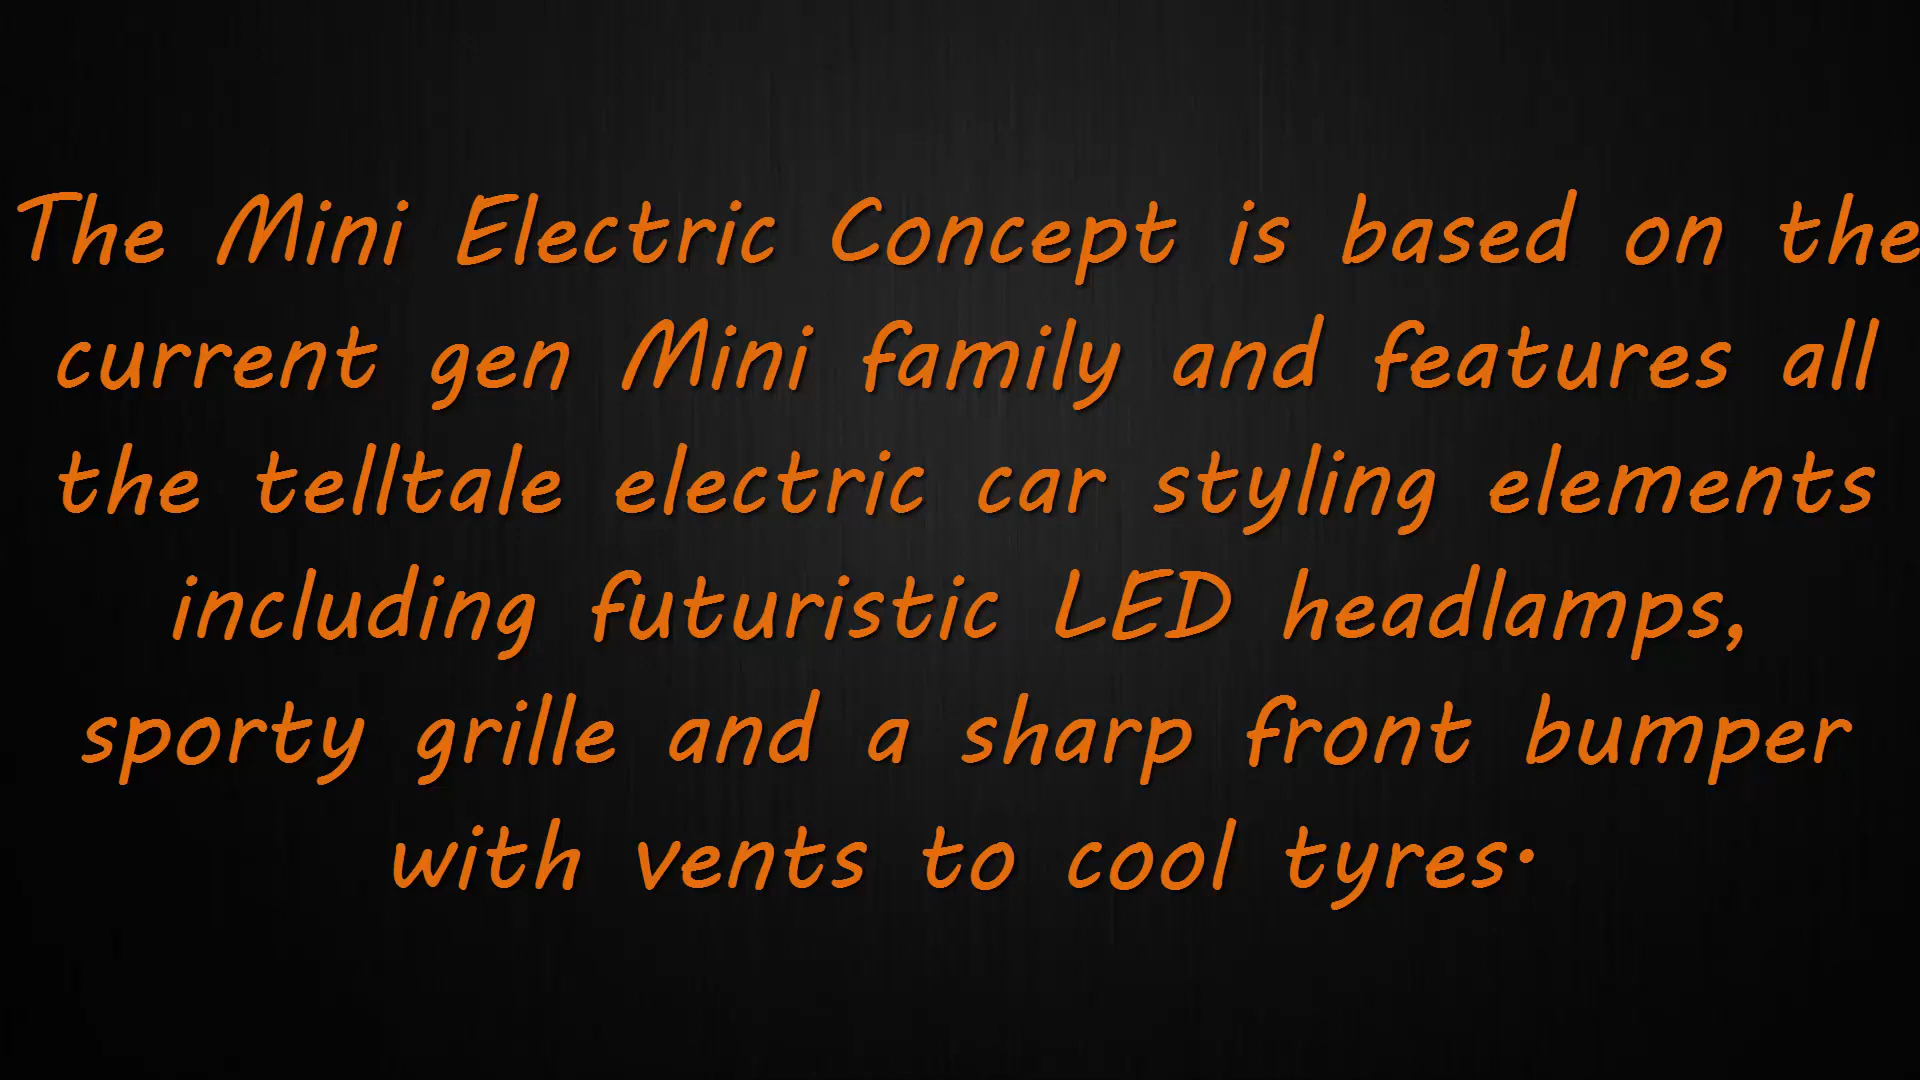 The Mini Electric Concept is based on the
current gen Mini family and features all
the telltale electric car styling elements
including futuristic LED headlamps,
sporty grille and a sharp front bumper
with vents to cool tyres.